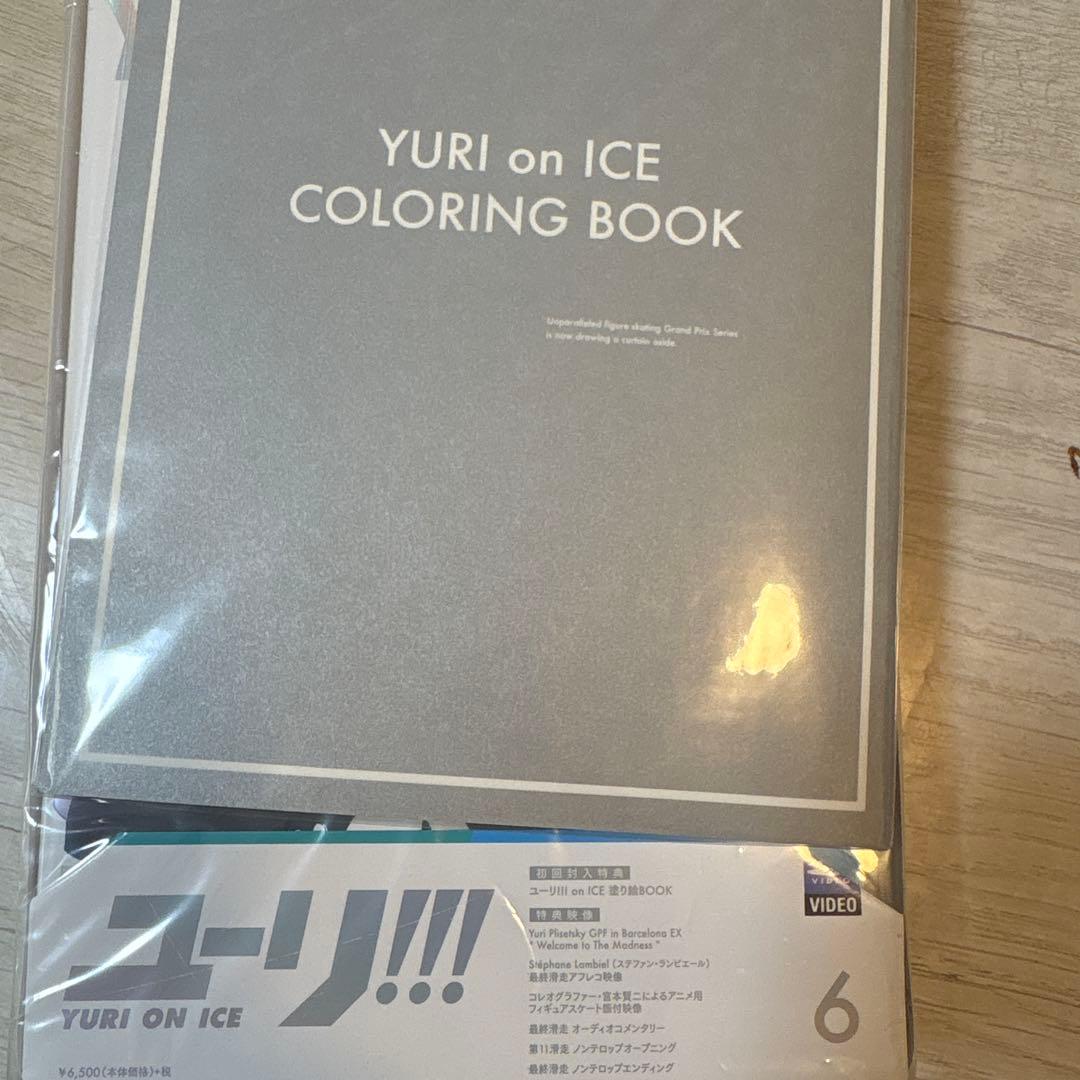 YURI on ICE
COLORING BOOK
Unparalleled figure skating Grand Prix Series
is now drawing a curtain aside.
ユーリ!!!
YURI ON ICE
¥6,500(本体価格)+税
初回封入特典
ユーリ!!! on ICE 塗り絵BOOK
特典映像
Yuri Plisetsky GPF in Barcelona EX
" Welcome to The Madness "
Stéphane Lambiel (ステファン・ランビエール)
最終滑走アフレコ映像
コレオグラファー・宮本賢二によるアニメ用
フィギュアスケート振付映像
最終滑走 オーディオコメンタリー
第11滑走 ノンテロップオープニング
最終滑走 ノンテロップエンディング
VIDEO
VIDEO
6